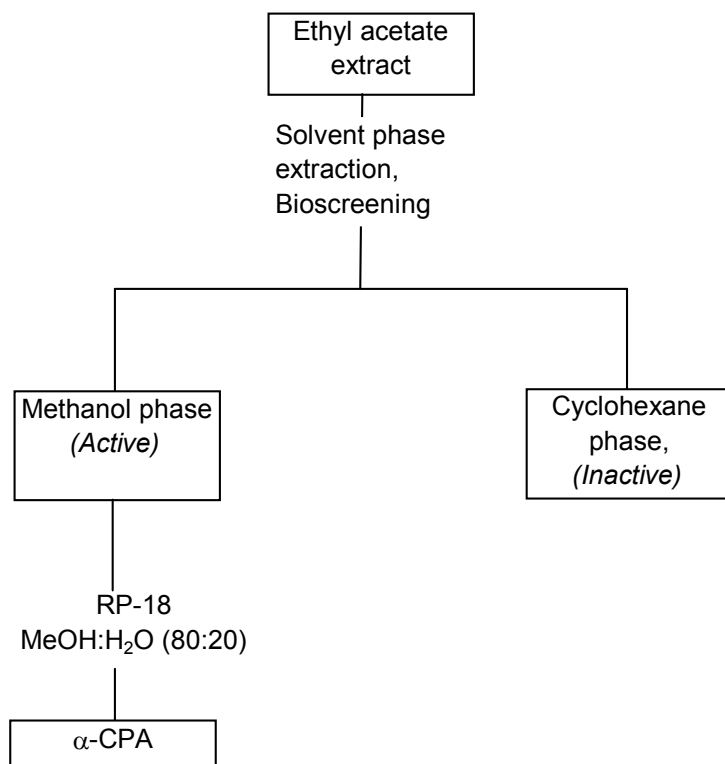 Ethyl acetate
extract
Solvent phase
extraction,
Bioscreening
Methanol phase
(Active)
Cyclohexane
phase,
(Inactive)
RP-18
MeOH:H₂O (80:20)
α-CPA